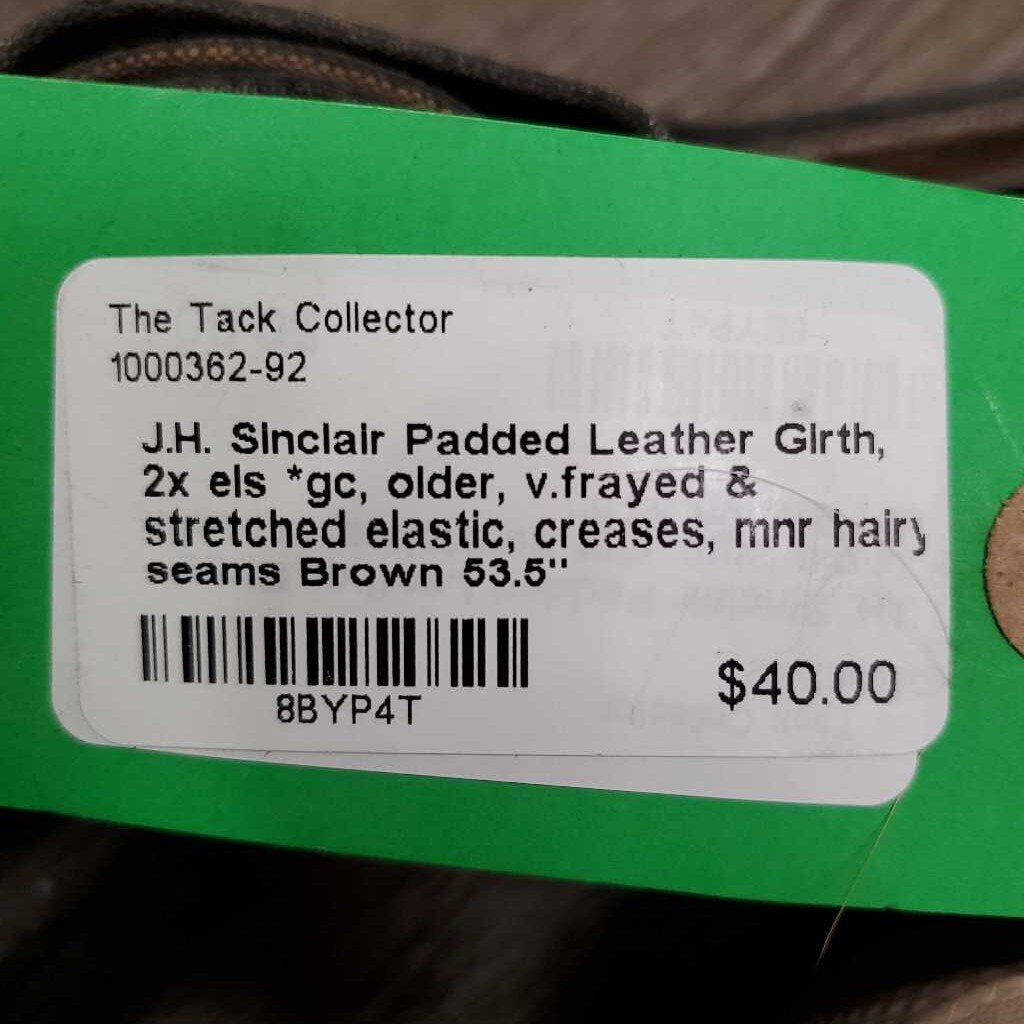 The Tack Collector
1000362-92
J.H. Sinclair Padded Leather Girth,
2x els *gc, older, v.frayed &
stretched elastic, creases, mnr hairy
seams Brown 53.5"
8BYP4T
$40.00